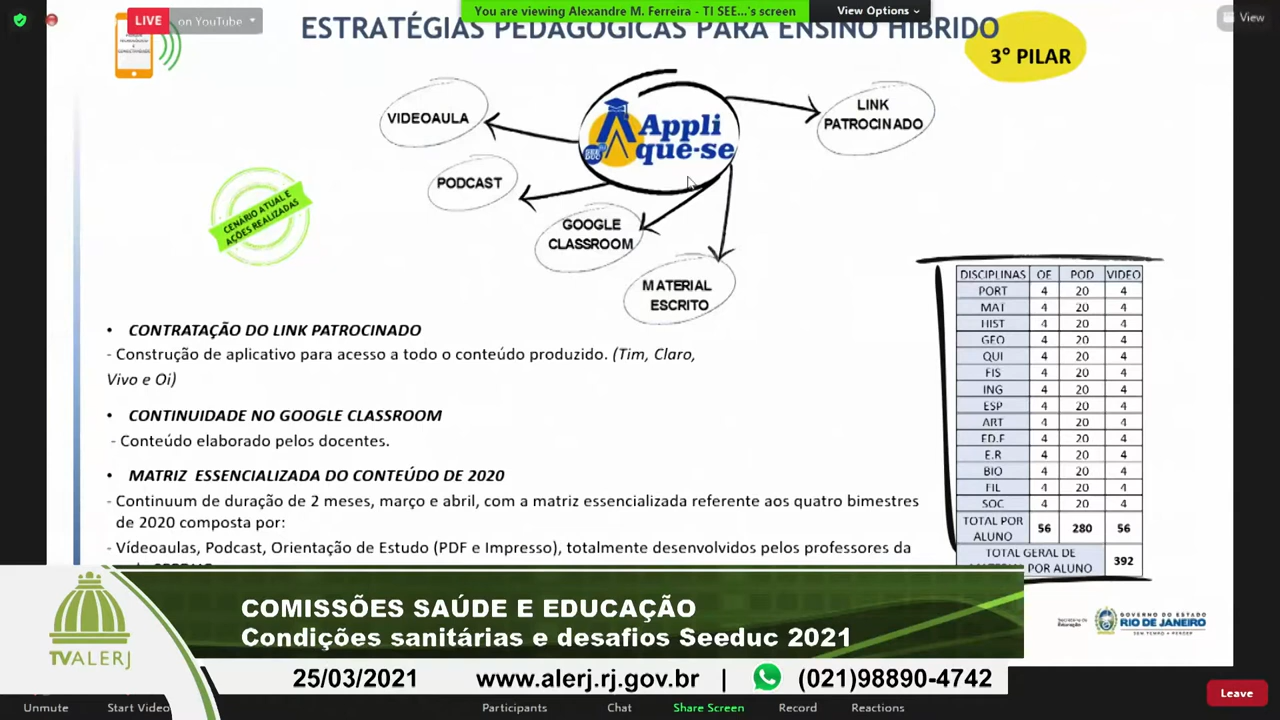 LIVE on YouTube
You are viewing Alexandre M. Ferreira - TI SEE...'s screen
View Options
View
ESTRATÉGIAS PEDAGÓGICAS PARA ENSINO HÍBRIDO
3° PILAR
VIDEOAULA
Appli
que-se
SEE
DUC
LINK
PATROCINADO
PODCAST
GOOGLE
CLASSROOM
MATERIAL
ESCRITO
CENÁRIO ATUAL E
AÇÕES REALIZADAS
• CONTRATAÇÃO DO LINK PATROCINADO
- Construção de aplicativo para acesso a todo o conteúdo produzido. (Tim, Claro,
Vivo e Oi)
• CONTINUIDADE NO GOOGLE CLASSROOM
- Conteúdo elaborado pelos docentes.
• MATRIZ ESSENCIALIZADA DO CONTEÚDO DE 2020
- Continuum de duração de 2 meses, março e abril, com a matriz essencializada referente aos quatro bimestres
de 2020 composta por:
- Vídeoaulas, Podcast, Orientação de Estudo (PDF e Impresso), totalmente desenvolvidos pelos professores da
DISCIPLINAS OE POD VIDEO
PORT 4 20 4
MAT 4 20 4
HIST 4 20 4
GEO 4 20 4
QUI 4 20 4
FIS 4 20 4
ING 4 20 4
ESP 4 20 4
ART 4 20 4
ED.F 4 20 4
E.R 4 20 4
BIO 4 20 4
FIL 4 20 4
SOC 4 20 4
TOTAL POR
ALUNO 56 280 56
TOTAL GERAL DE
POR ALUNO 392
Secretaria de
Educação
GOVERNO DO ESTADO
RIO DE JANEIRO
COMISSÕES SAÚDE E EDUCAÇÃO
Condições sanitárias e desafios Seeduc 2021
TVALERJ
25/03/2021 www.alerj.rj.gov.br | (021)98890-4742
Unmute Start Video Participants Chat Share Screen Record Reactions
Leave